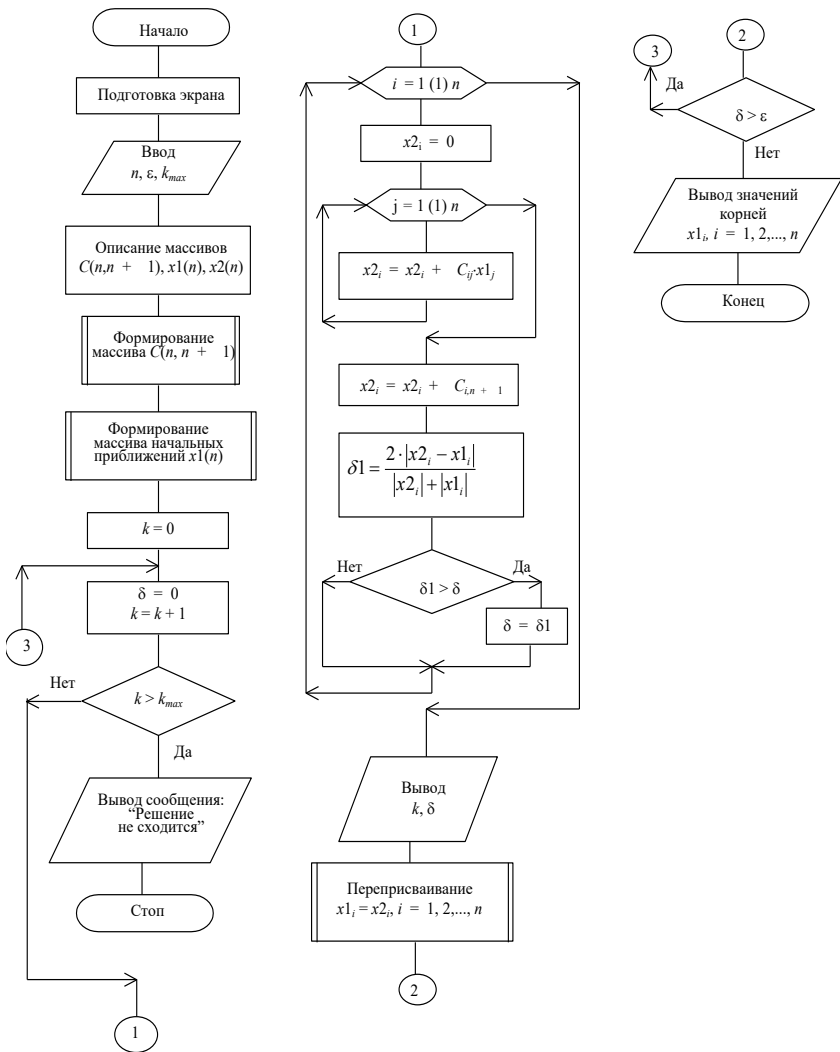 Начало
Подготовка экрана
Ввод
n, ε, kmax
Описание массивов
C(n,n + 1), x1(n), x2(n)
Формирование
массива C(n, n + 1)
Формирование
массива начальных
приближений x1(n)
k = 0
δ = 0
k = k + 1
3
Нет
k > kmax
Да
Вывод сообщения:
“Решение
не сходится”
Стоп
1
1
i = 1 (1) n
x2i = 0
j = 1 (1) n
x2i = x2i + Cij·x1j
x2i = x2i + Ci,n + 1
δ1 = 2·|x2i − x1i| / |x2i| + |x1i|
Нет
Да
δ1 > δ
δ = δ1
Вывод
k, δ
Переприсваивание
x1i = x2i, i = 1, 2,..., n
2
3
2
Да
δ > ε
Нет
Вывод значений
корней
x1i, i = 1, 2,..., n
Конец